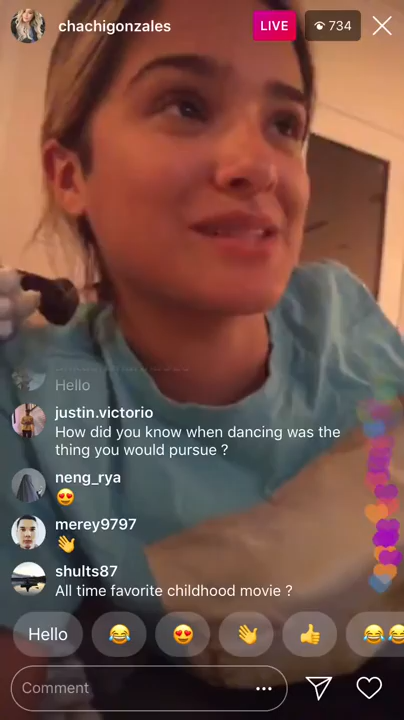 chachigonzales
LIVE
734
Hello
justin.victorio
How did you know when dancing was the
thing you would pursue ?
neng_rya
😍
merey9797
👋
shults87
All time favorite childhood movie ?
Hello 😂 😍 👋 👍 😂😂
Comment